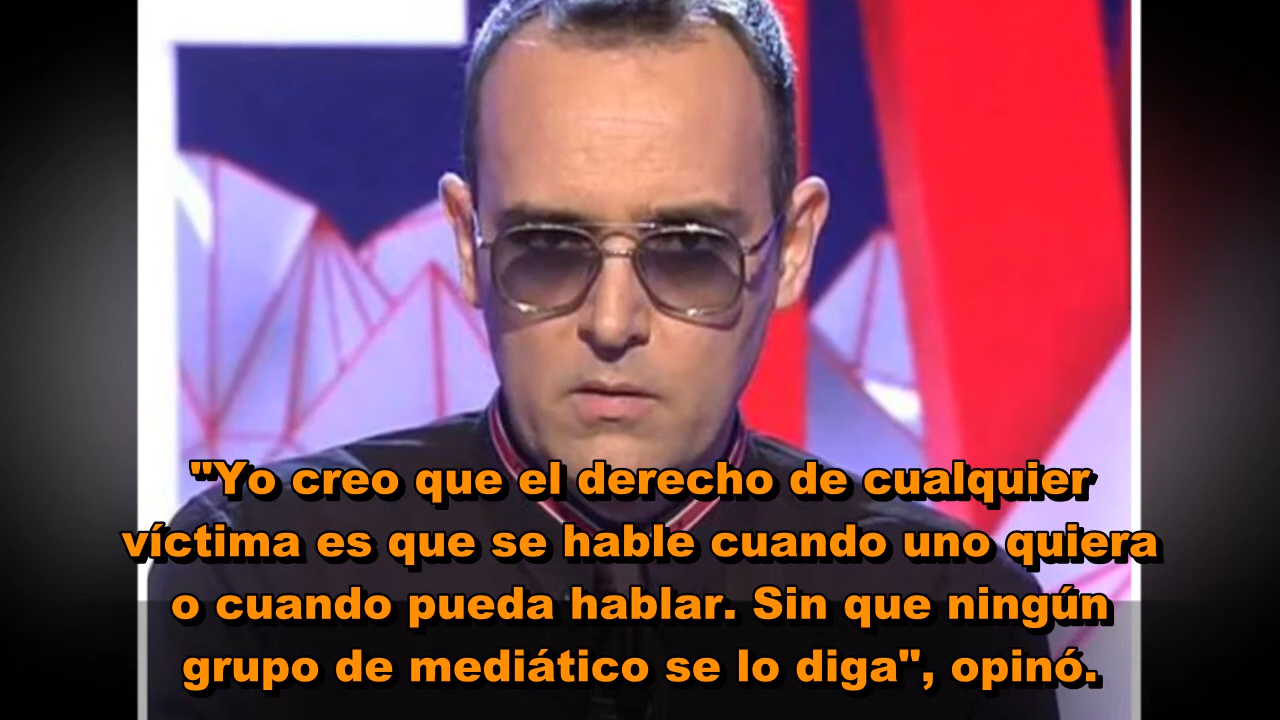 "Yo creo que el derecho de cualquier
víctima es que se hable cuando uno quiera
o cuando pueda hablar. Sin que ningún
grupo de mediático se lo diga", opinó.